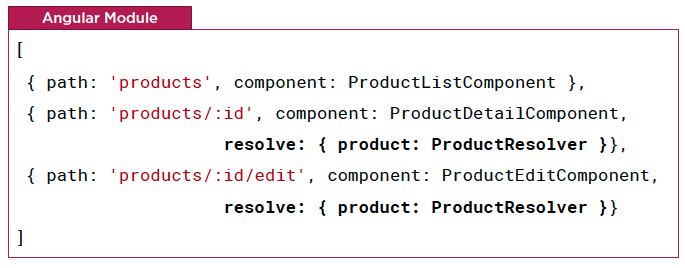 Angular Module
[
{ path: 'products', component: ProductListComponent },
{ path: 'products/:id', component: ProductDetailComponent,
resolve: { product: ProductResolver }},
{ path: 'products/:id/edit', component: ProductEditComponent,
resolve: { product: ProductResolver }}
]